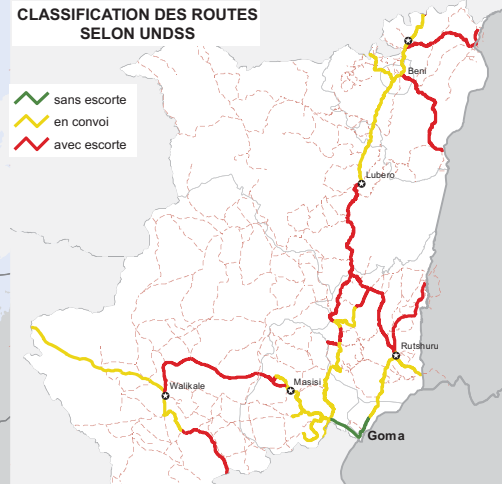 CLASSIFICATION DES ROUTES
SELON UNDSS
sans escorte
en convoi
avec escorte
Beni
Lubero
Rutshuru
Walikale
Masisi
Goma